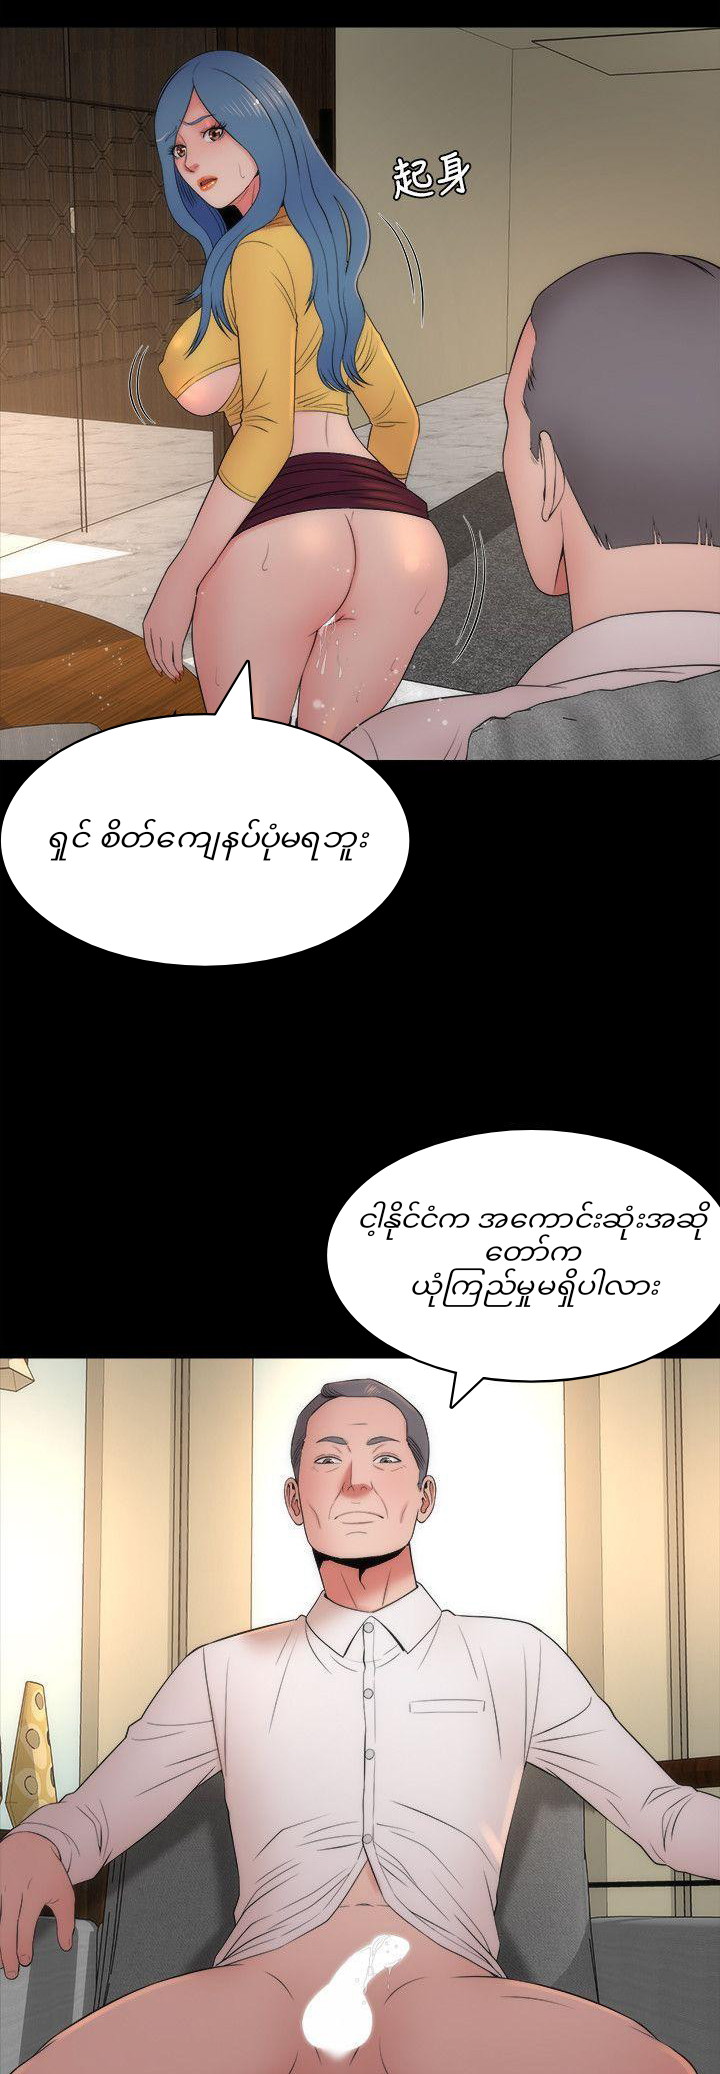 起身
ရှင် စိတ်ကျေနပ်ပုံမရဘူး
ငါ့နိုင်ငံက အကောင်းဆုံးအဆို
တော်က
ယုံကြည်မှုမရှိပါလား